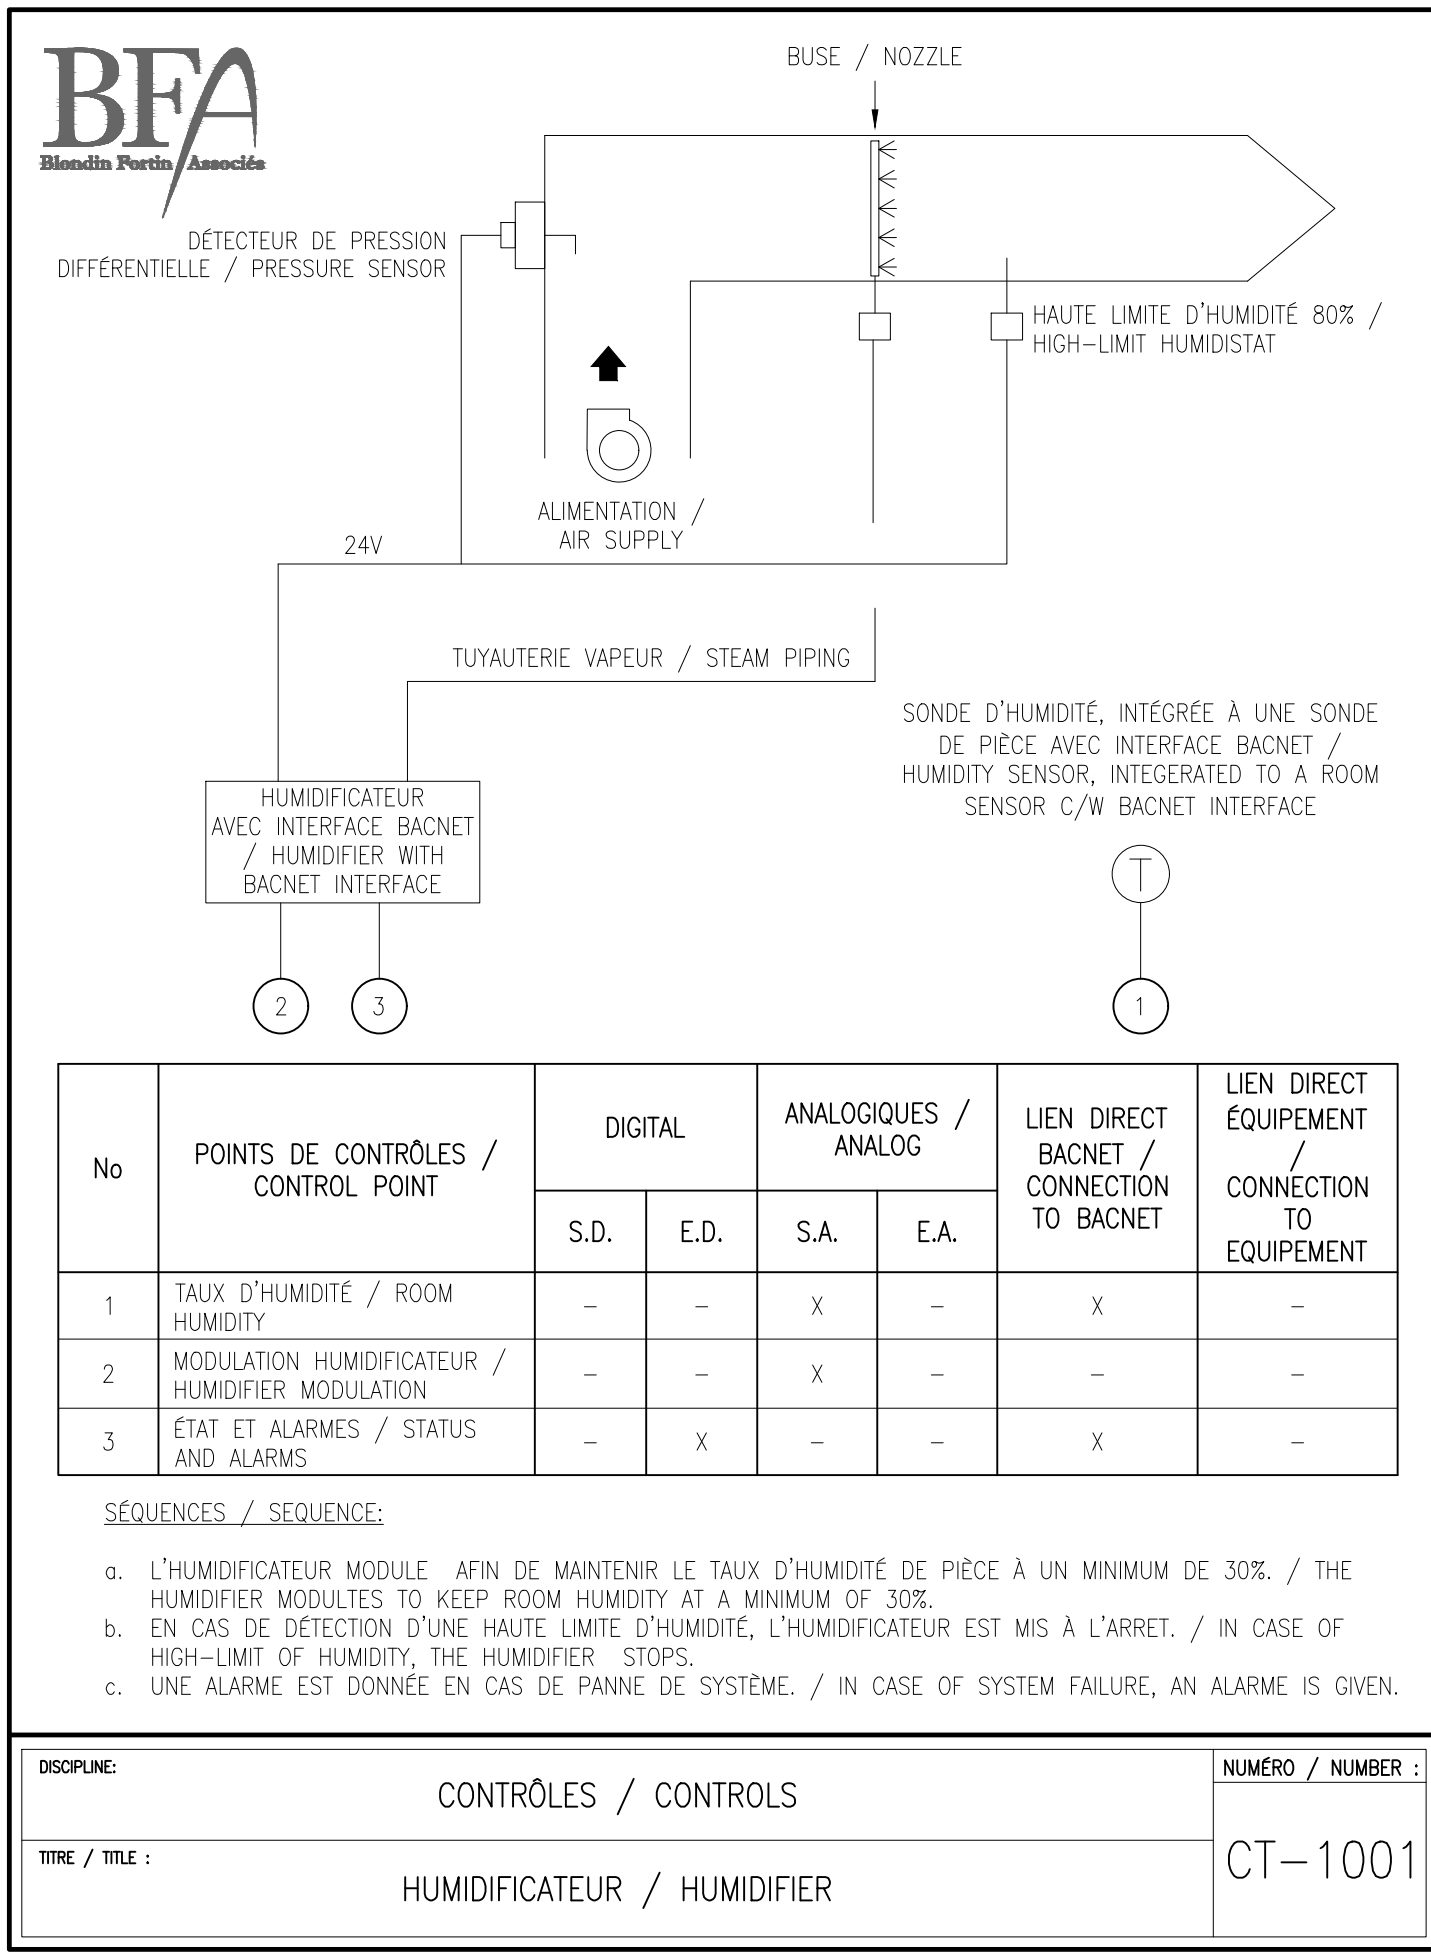 BFA
Blondin Fortin Associés
BUSE / NOZZLE
DÉTECTEUR DE PRESSION
DIFFÉRENTIELLE / PRESSURE SENSOR
HAUTE LIMITE D'HUMIDITÉ 80% /
HIGH-LIMIT HUMIDISTAT
ALIMENTATION /
AIR SUPPLY
24V
TUYAUTERIE VAPEUR / STEAM PIPING
SONDE D'HUMIDITÉ, INTÉGRÉE À UNE SONDE
DE PIÈCE AVEC INTERFACE BACNET /
HUMIDITY SENSOR, INTEGERATED TO A ROOM
SENSOR C/W BACNET INTERFACE
HUMIDIFICATEUR
AVEC INTERFACE BACNET
/ HUMIDIFIER WITH
BACNET INTERFACE
T
2
3
1
No
POINTS DE CONTRÔLES /
CONTROL POINT
DIGITAL
ANALOGIQUES /
ANALOG
LIEN DIRECT
BACNET /
CONNECTION
TO BACNET
LIEN DIRECT
ÉQUIPEMENT
/
CONNECTION
TO
EQUIPEMENT
S.D. E.D. S.A. E.A.
1 TAUX D'HUMIDITÉ / ROOM
HUMIDITY
- - X - X -
2 MODULATION HUMIDIFICATEUR /
HUMIDIFIER MODULATION
- - X - - -
3 ÉTAT ET ALARMES / STATUS
AND ALARMS
- X - - X -
SÉQUENCES / SEQUENCE:
a. L'HUMIDIFICATEUR MODULE AFIN DE MAINTENIR LE TAUX D'HUMIDITÉ DE PIÈCE À UN MINIMUM DE 30%. / THE
HUMIDIFIER MODULTES TO KEEP ROOM HUMIDITY AT A MINIMUM OF 30%.
b. EN CAS DE DÉTECTION D'UNE HAUTE LIMITE D'HUMIDITÉ, L'HUMIDIFICATEUR EST MIS À L'ARRET. / IN CASE OF
HIGH-LIMIT OF HUMIDITY, THE HUMIDIFIER STOPS.
c. UNE ALARME EST DONNÉE EN CAS DE PANNE DE SYSTÈME. / IN CASE OF SYSTEM FAILURE, AN ALARME IS GIVEN.
DISCIPLINE:
CONTRÔLES / CONTROLS
NUMÉRO / NUMBER :
TITRE / TITLE :
HUMIDIFICATEUR / HUMIDIFIER
CT-1001